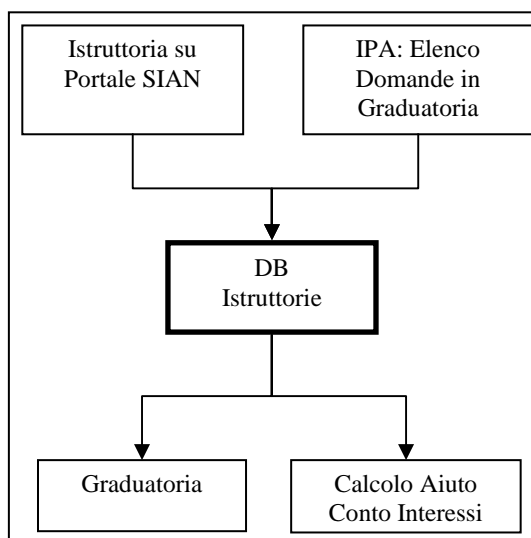 Istruttoria su
Portale SIAN
IPA: Elenco
Domande in
Graduatoria
DB
Istruttorie
Graduatoria
Calcolo Aiuto
Conto Interessi